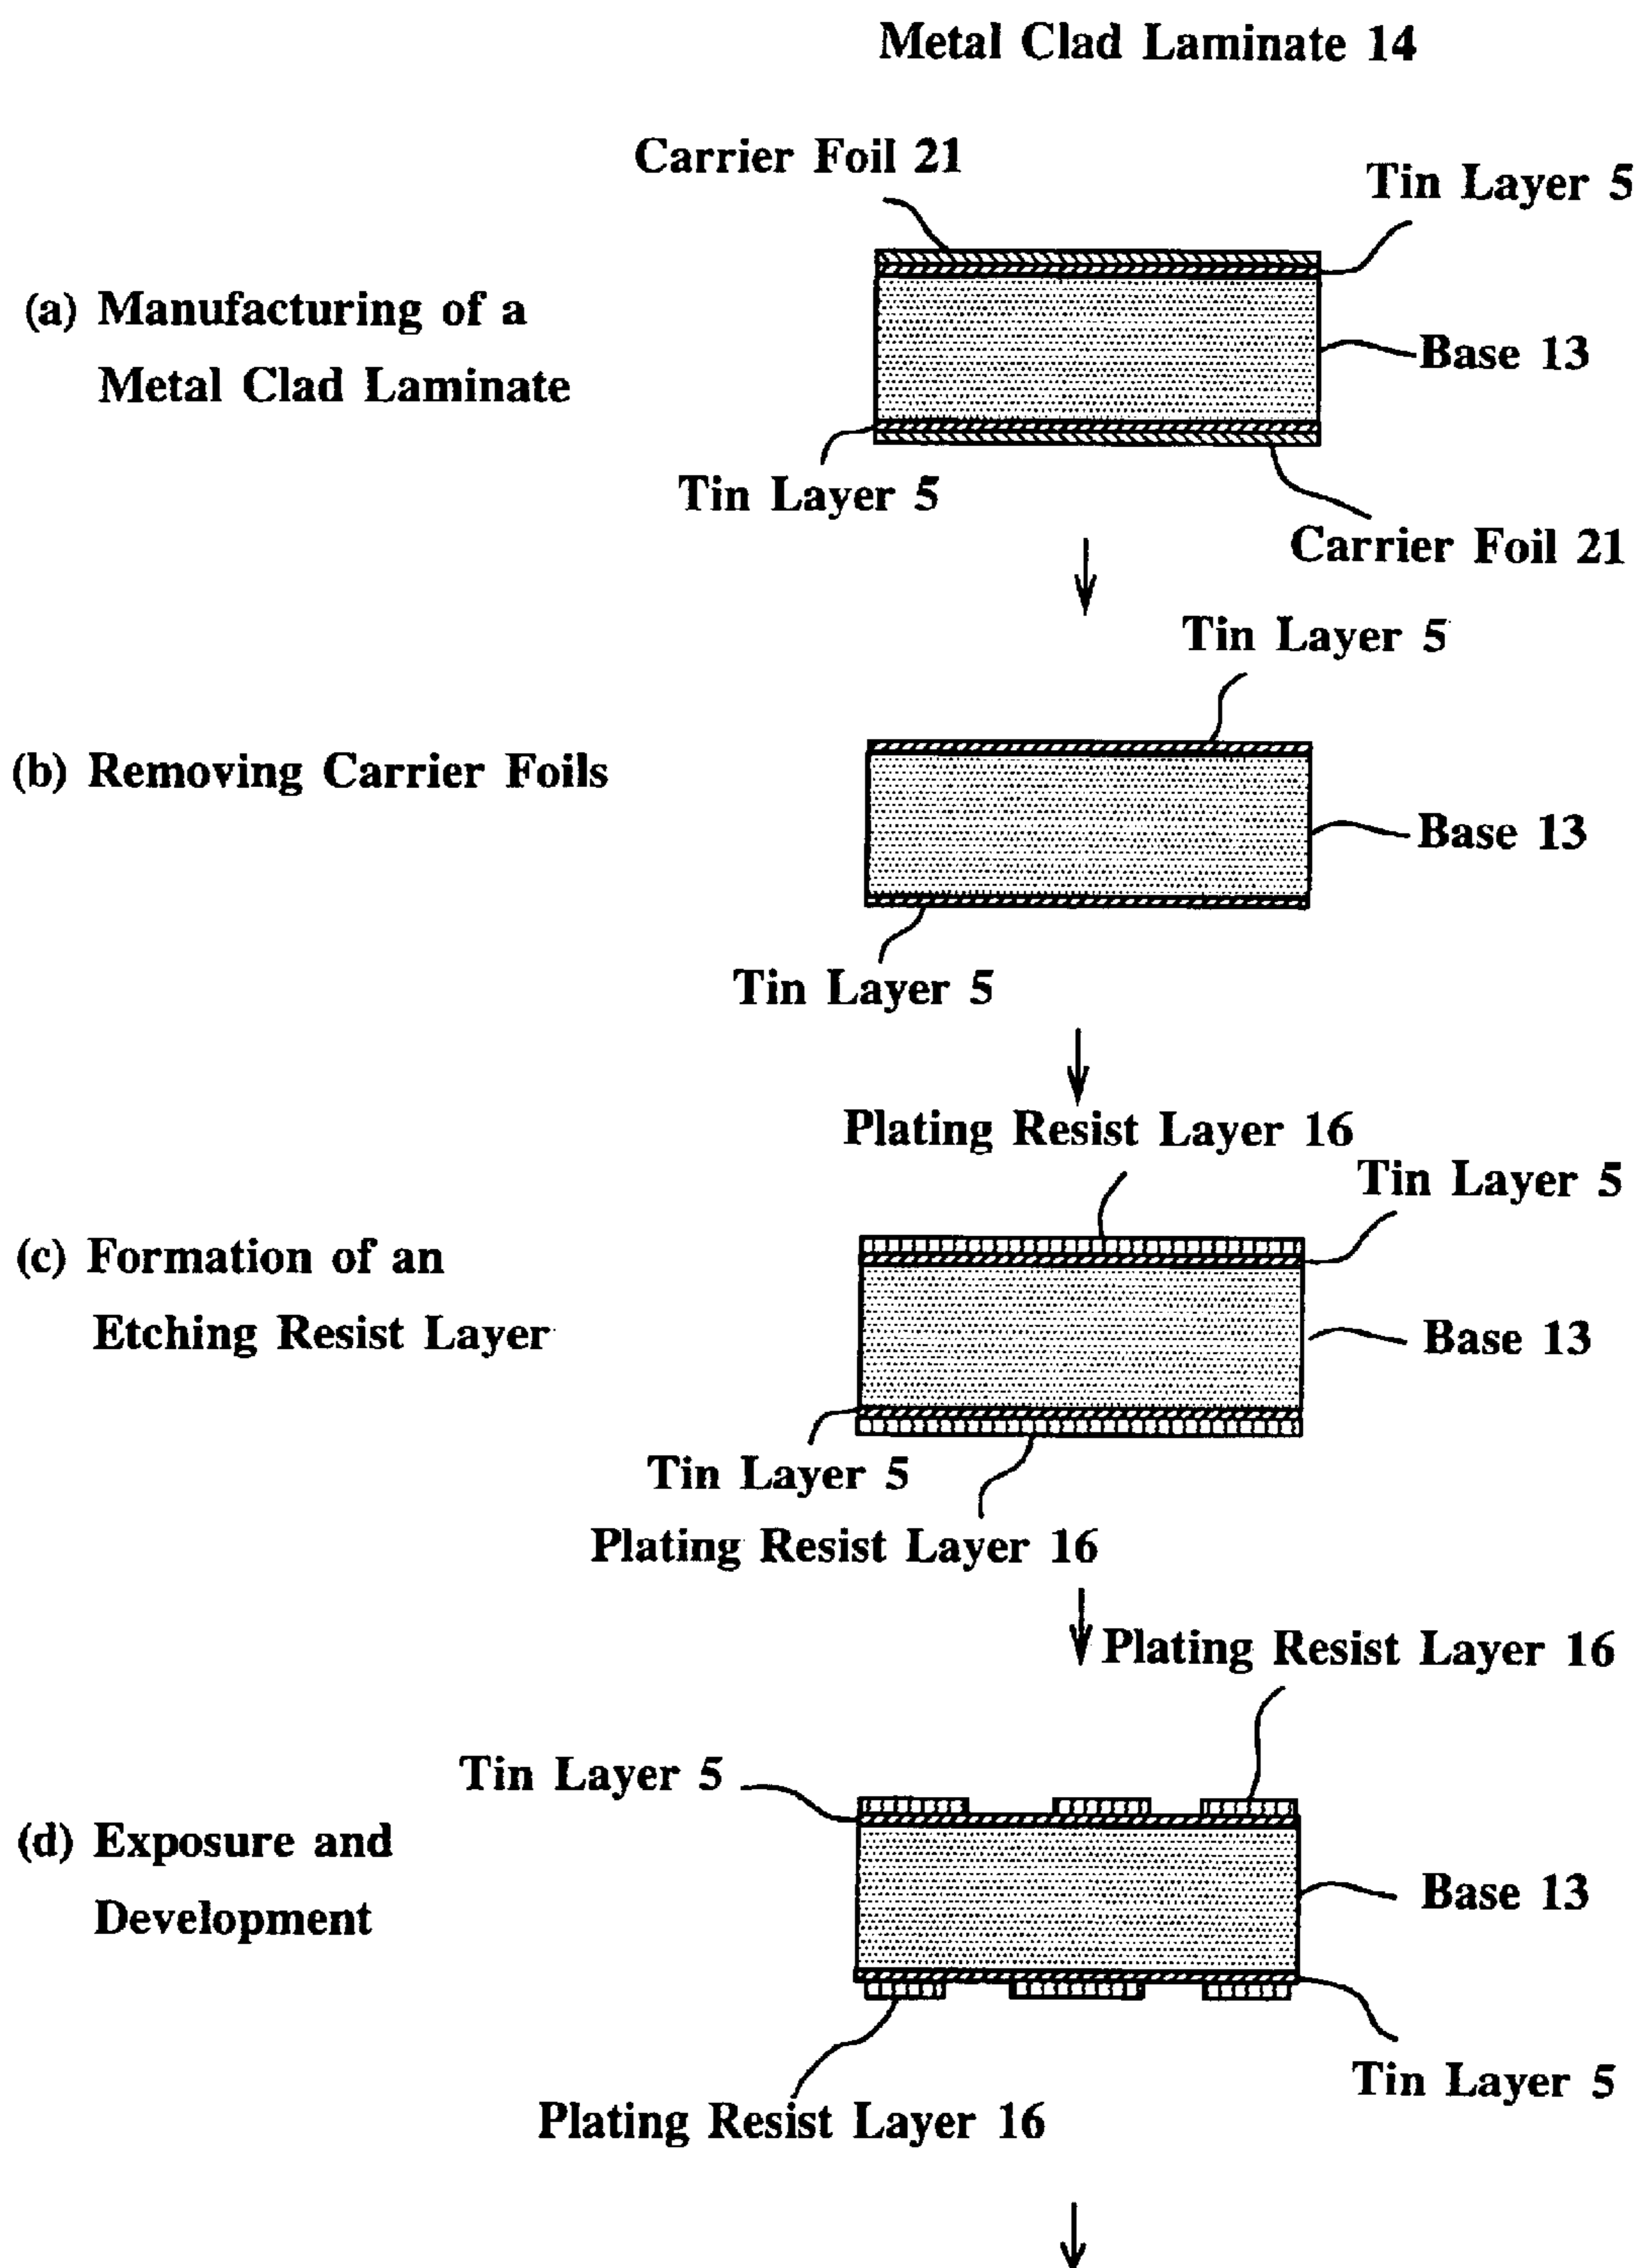 Metal Clad Laminate 14
Carrier Foil 21
Tin Layer 5
(a) Manufacturing of a
Metal Clad Laminate
Base 13
Tin Layer 5
Carrier Foil 21
Tin Layer 5
(b) Removing Carrier Foils
Base 13
Tin Layer 5
Plating Resist Layer 16
Tin Layer 5
(c) Formation of an
Etching Resist Layer
Base 13
Tin Layer 5
Plating Resist Layer 16
Plating Resist Layer 16
Tin Layer 5
(d) Exposure and
Development
Base 13
Tin Layer 5
Plating Resist Layer 16